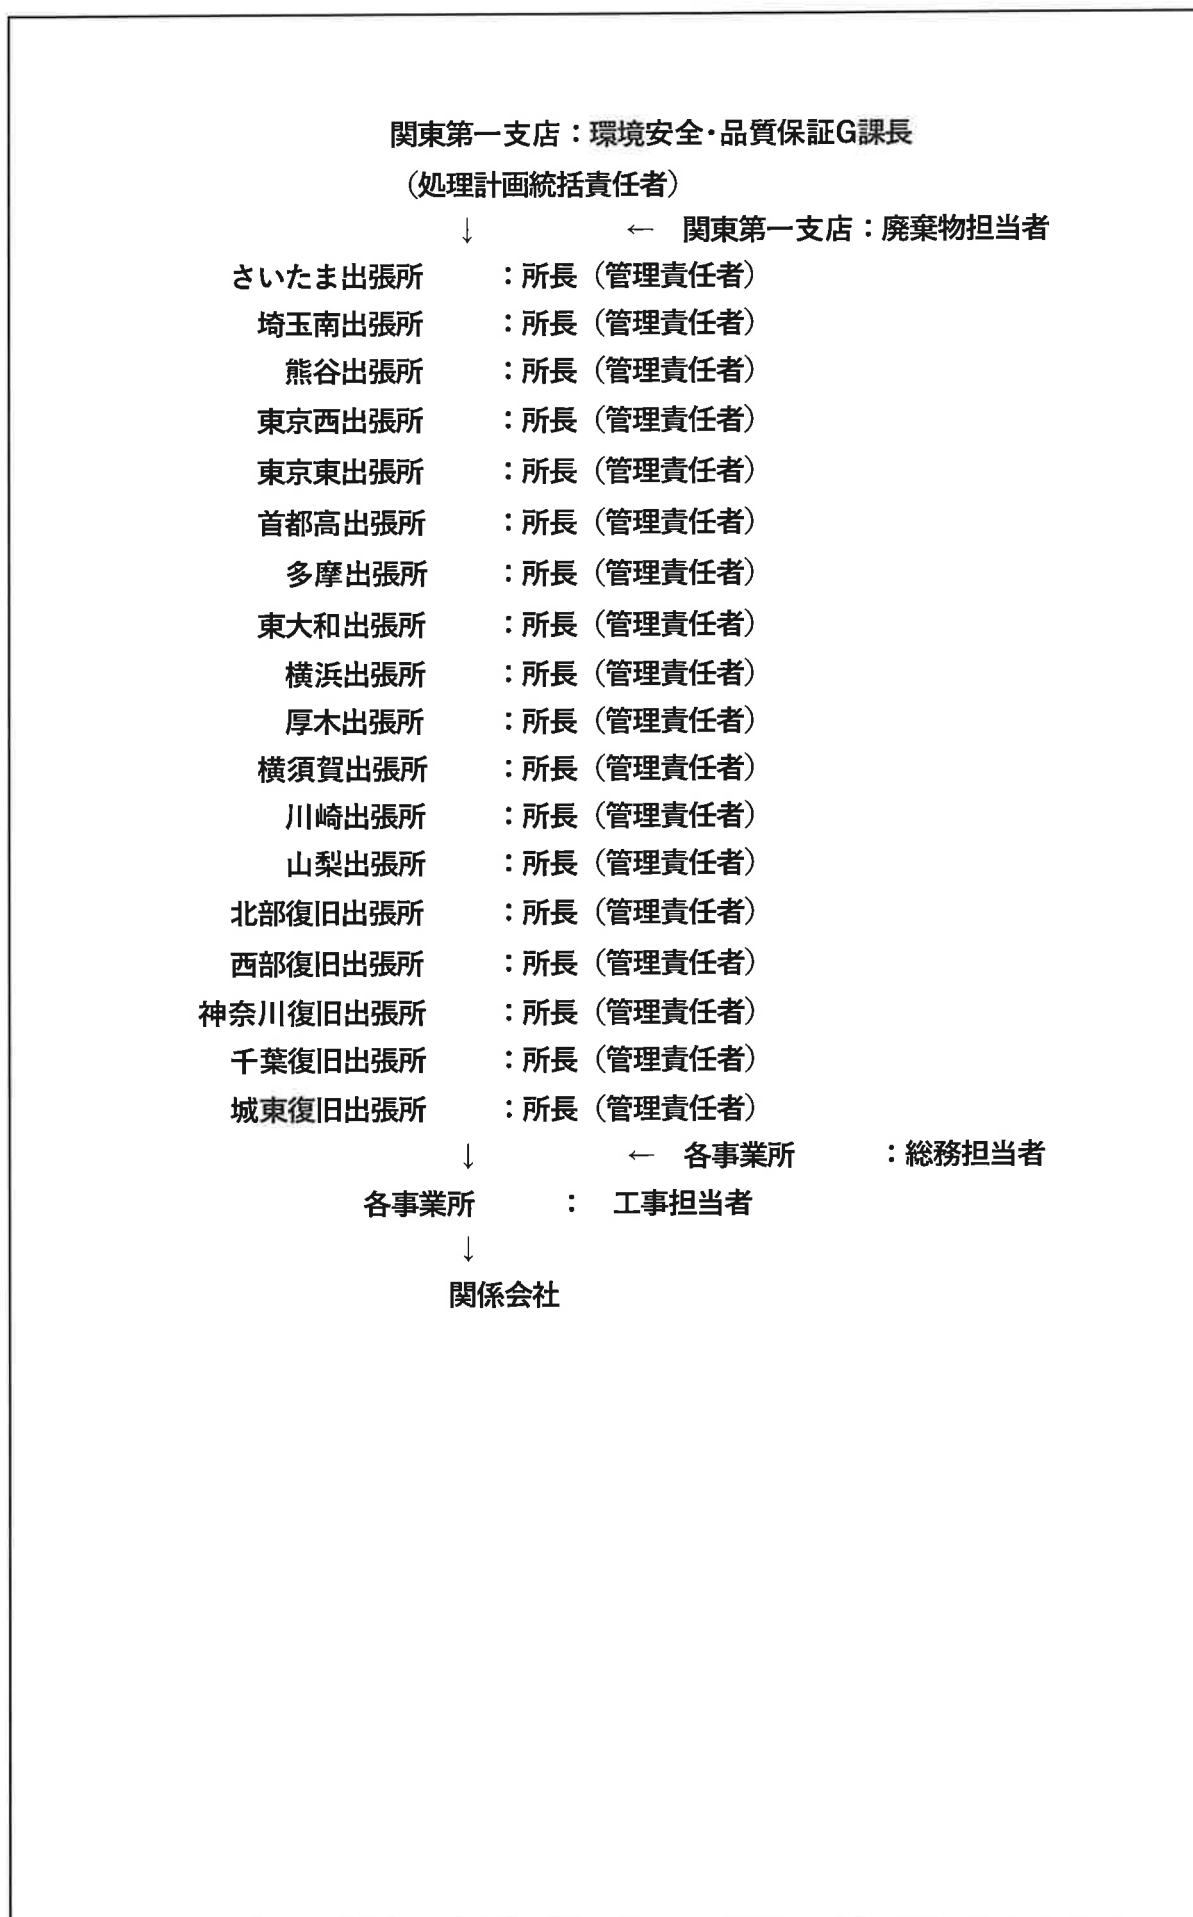 関東第一支店：環境安全・品質保証G課長
（処理計画統括責任者）
↓ ← 関東第一支店：廃棄物担当者
さいたま出張所 ：所長（管理責任者）
埼玉南出張所 ：所長（管理責任者）
熊谷出張所 ：所長（管理責任者）
東京西出張所 ：所長（管理責任者）
東京東出張所 ：所長（管理責任者）
首都高出張所 ：所長（管理責任者）
多摩出張所 ：所長（管理責任者）
東大和出張所 ：所長（管理責任者）
横浜出張所 ：所長（管理責任者）
厚木出張所 ：所長（管理責任者）
横須賀出張所 ：所長（管理責任者）
川崎出張所 ：所長（管理責任者）
山梨出張所 ：所長（管理責任者）
北部復旧出張所 ：所長（管理責任者）
西部復旧出張所 ：所長（管理責任者）
神奈川復旧出張所 ：所長（管理責任者）
千葉復旧出張所 ：所長（管理責任者）
城東復旧出張所 ：所長（管理責任者）
↓ ← 各事業所 ：総務担当者
各事業所 ： 工事担当者
↓
関係会社